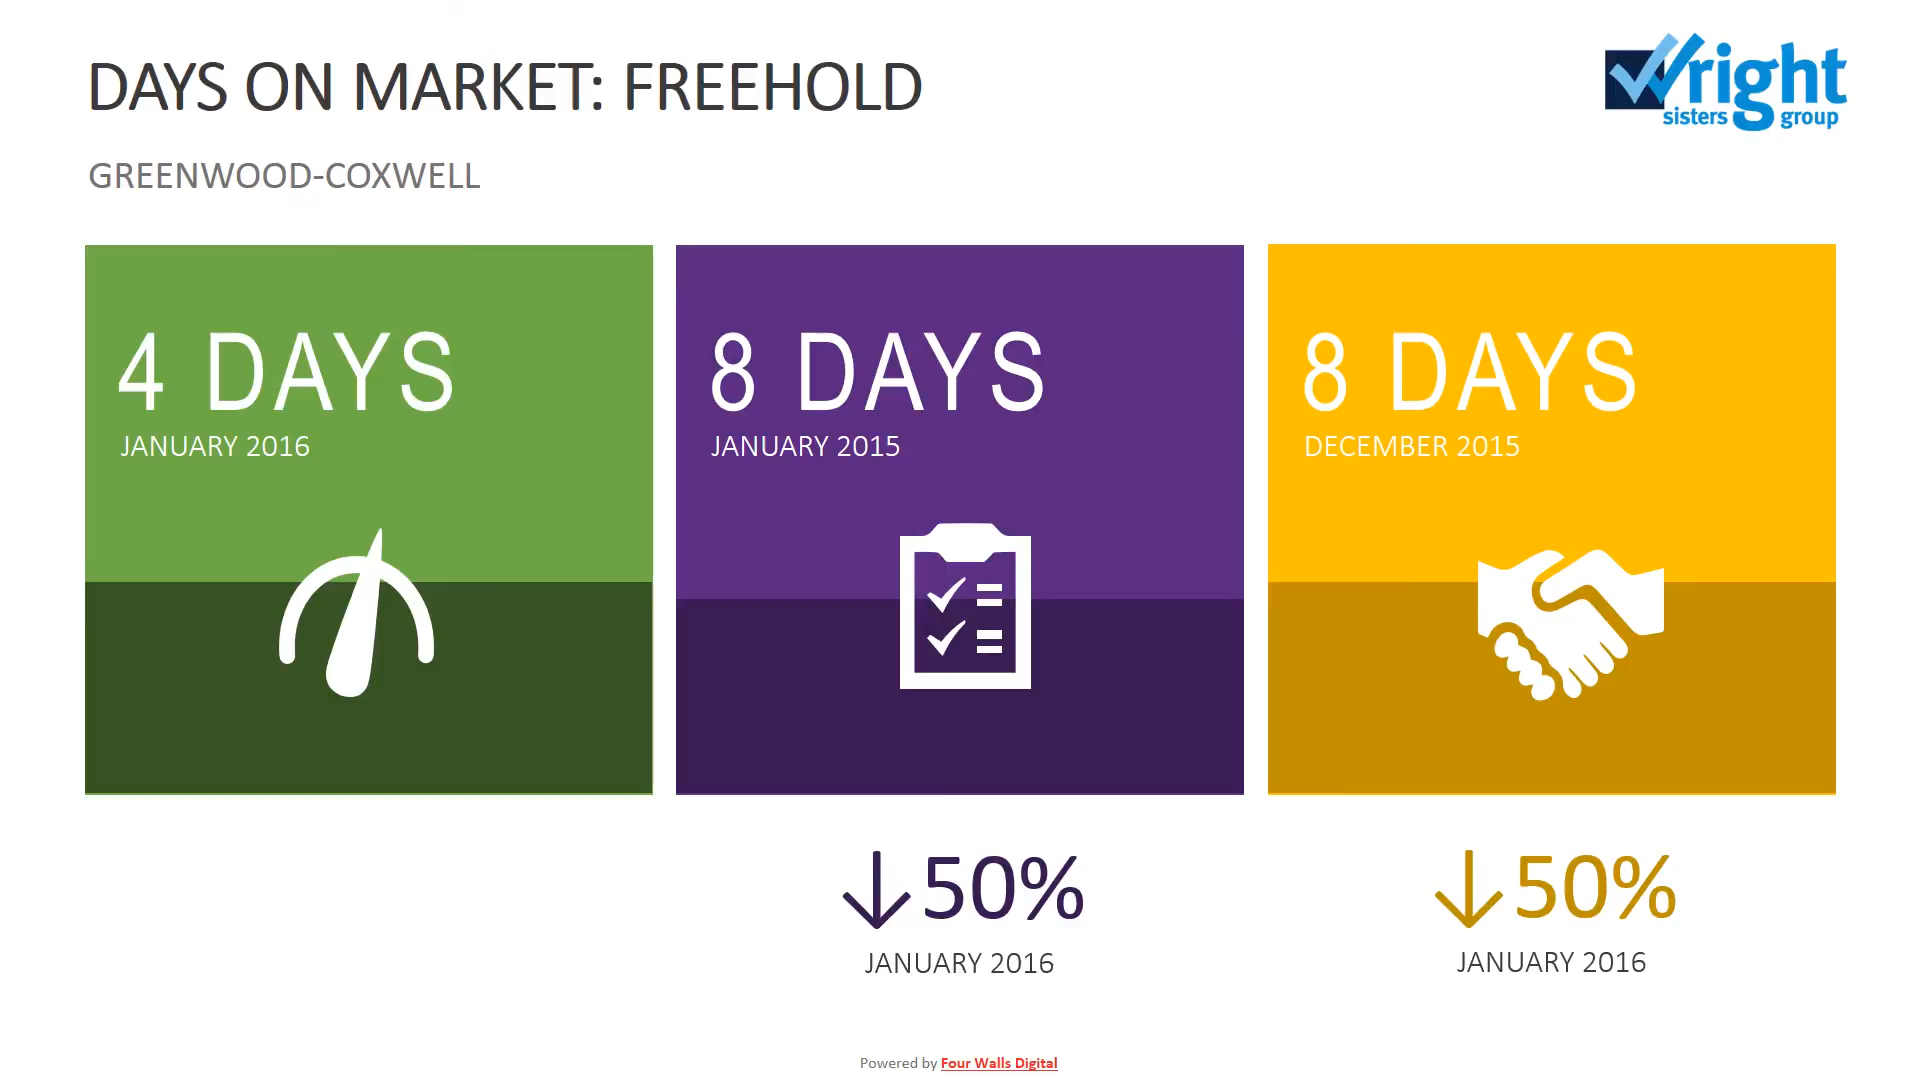 DAYS ON MARKET: FREEHOLD
Wright
sisters group
GREENWOOD-COXWELL
4 DAYS
JANUARY 2016
8 DAYS
JANUARY 2015
8 DAYS
DECEMBER 2015
↓50%
JANUARY 2016
↓50%
JANUARY 2016
Powered by Four Walls Digital